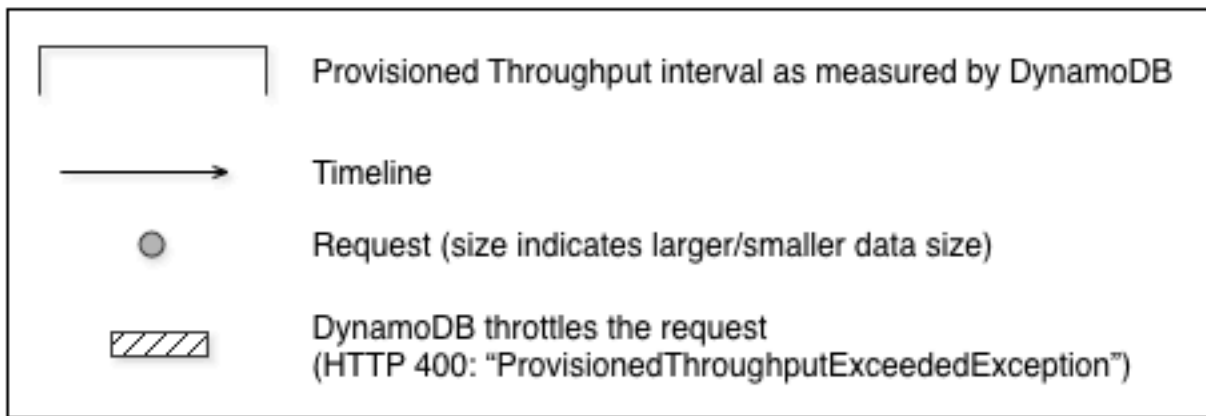 Provisioned Throughput interval as measured by DynamoDB
Timeline
Request (size indicates larger/smaller data size)
DynamoDB throttles the request
(HTTP 400: “ProvisionedThroughputExceededException”)